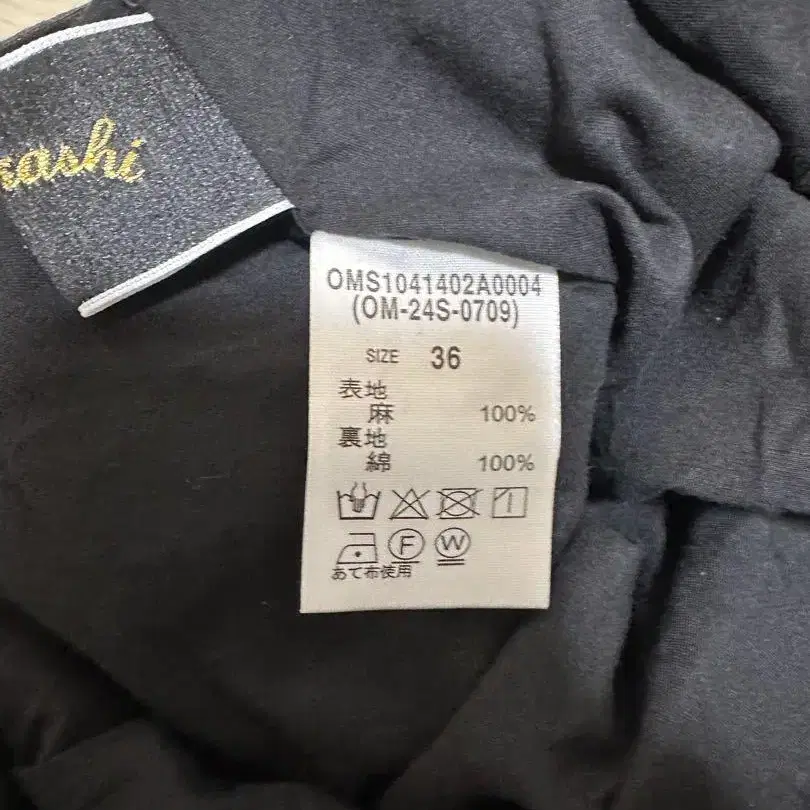 OMS1041402A0004
(OM-24S-0709)
SIZE 36
表地
麻 100%
裏地
綿 100%
F W
あて布使用